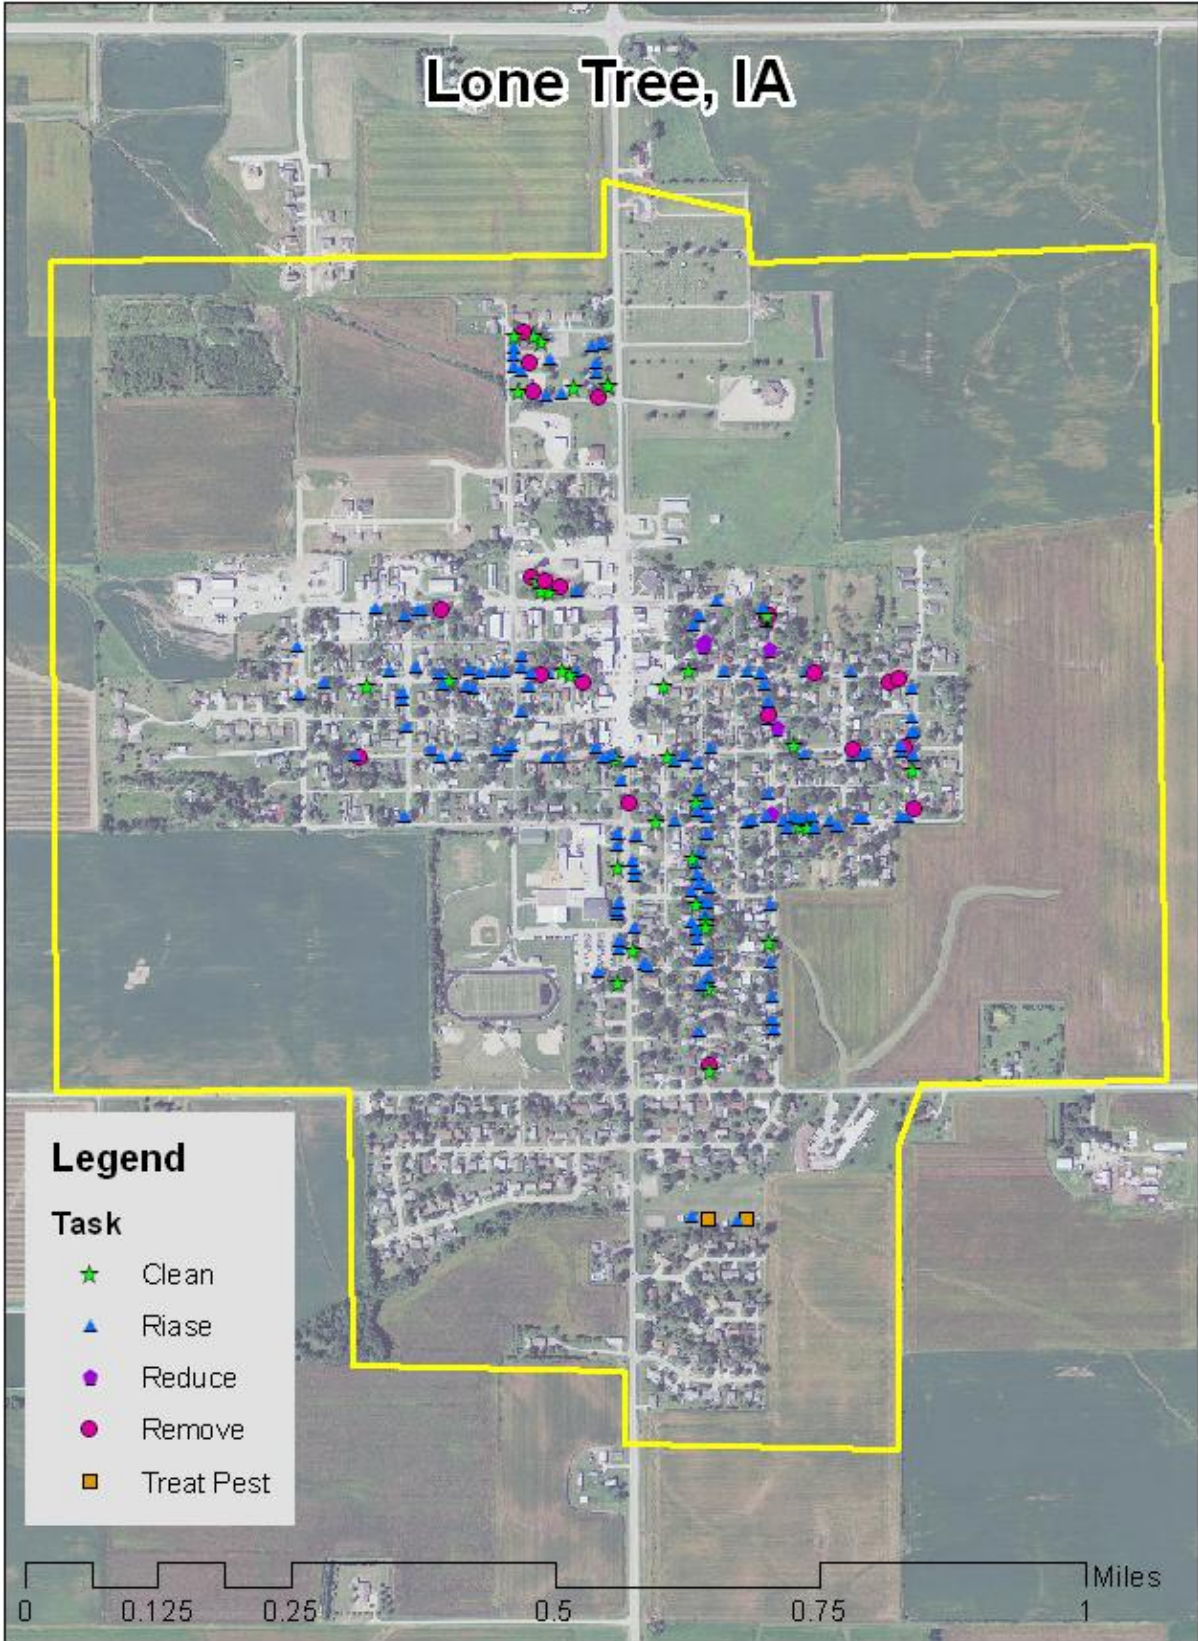 Lone Tree, IA
Legend
Task
Clean
Riase
Reduce
Remove
Treat Pest
Miles
0 0.125 0.25 0.5 0.75 1